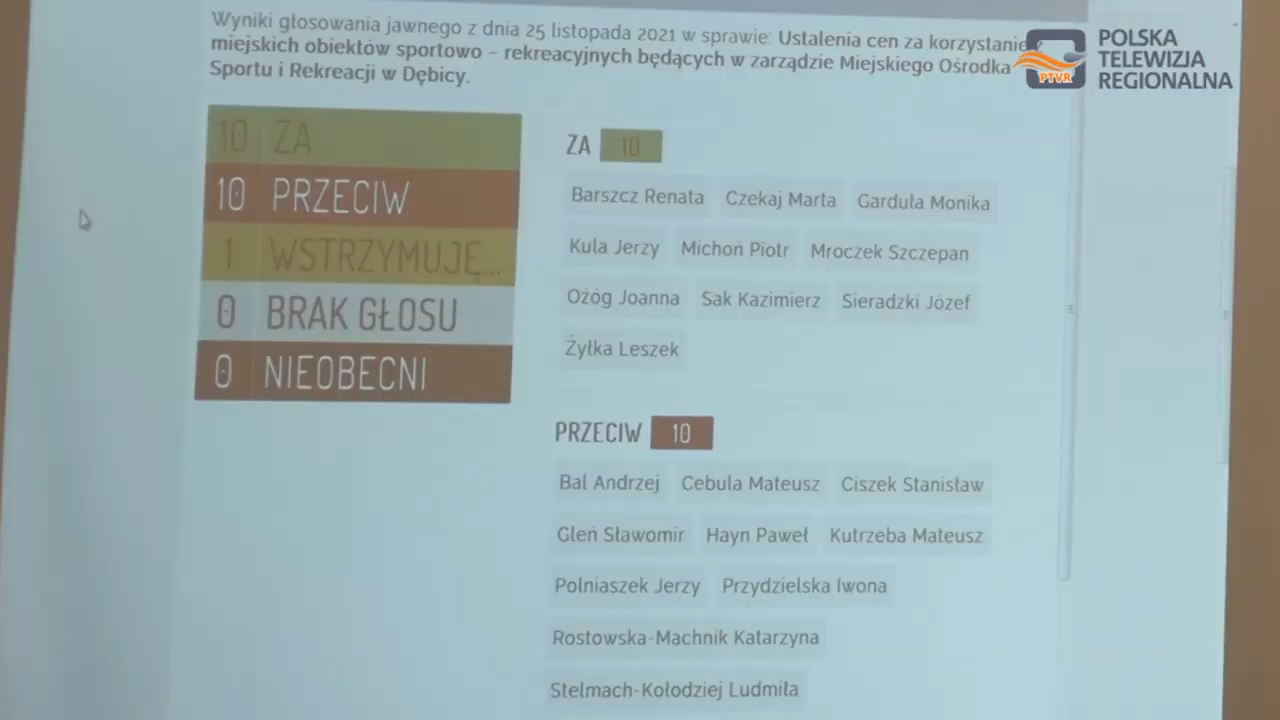 Wyniki głosowania jawnego z dnia 25 listopada 2021 w sprawie: Ustalenia cen za korzystanie z
miejskich obiektów sportowo – rekreacyjnych będących w zarządzie Miejskiego Ośrodka
Sportu i Rekreacji w Dębicy.
POLSKA
TELEWIZJA
REGIONALNA
PTVR
10 ZA
10 PRZECIW
1 WSTRZYMUJĘ...
0 BRAK GŁOSU
0 NIEOBECNI
ZA 10
Barszcz Renata Czekaj Marta Garduła Monika
Kula Jerzy Michoń Piotr Mroczek Szczepan
Ożóg Joanna Sak Kazimierz Sieradzki Józef
Żyłka Leszek
PRZECIW 10
Bal Andrzej Cebula Mateusz Ciszek Stanisław
Gleń Sławomir Hayn Paweł Kutrzeba Mateusz
Polniaszek Jerzy Przydzielska Iwona
Rostowska-Machnik Katarzyna
Stelmach-Kołodziej Ludmiła